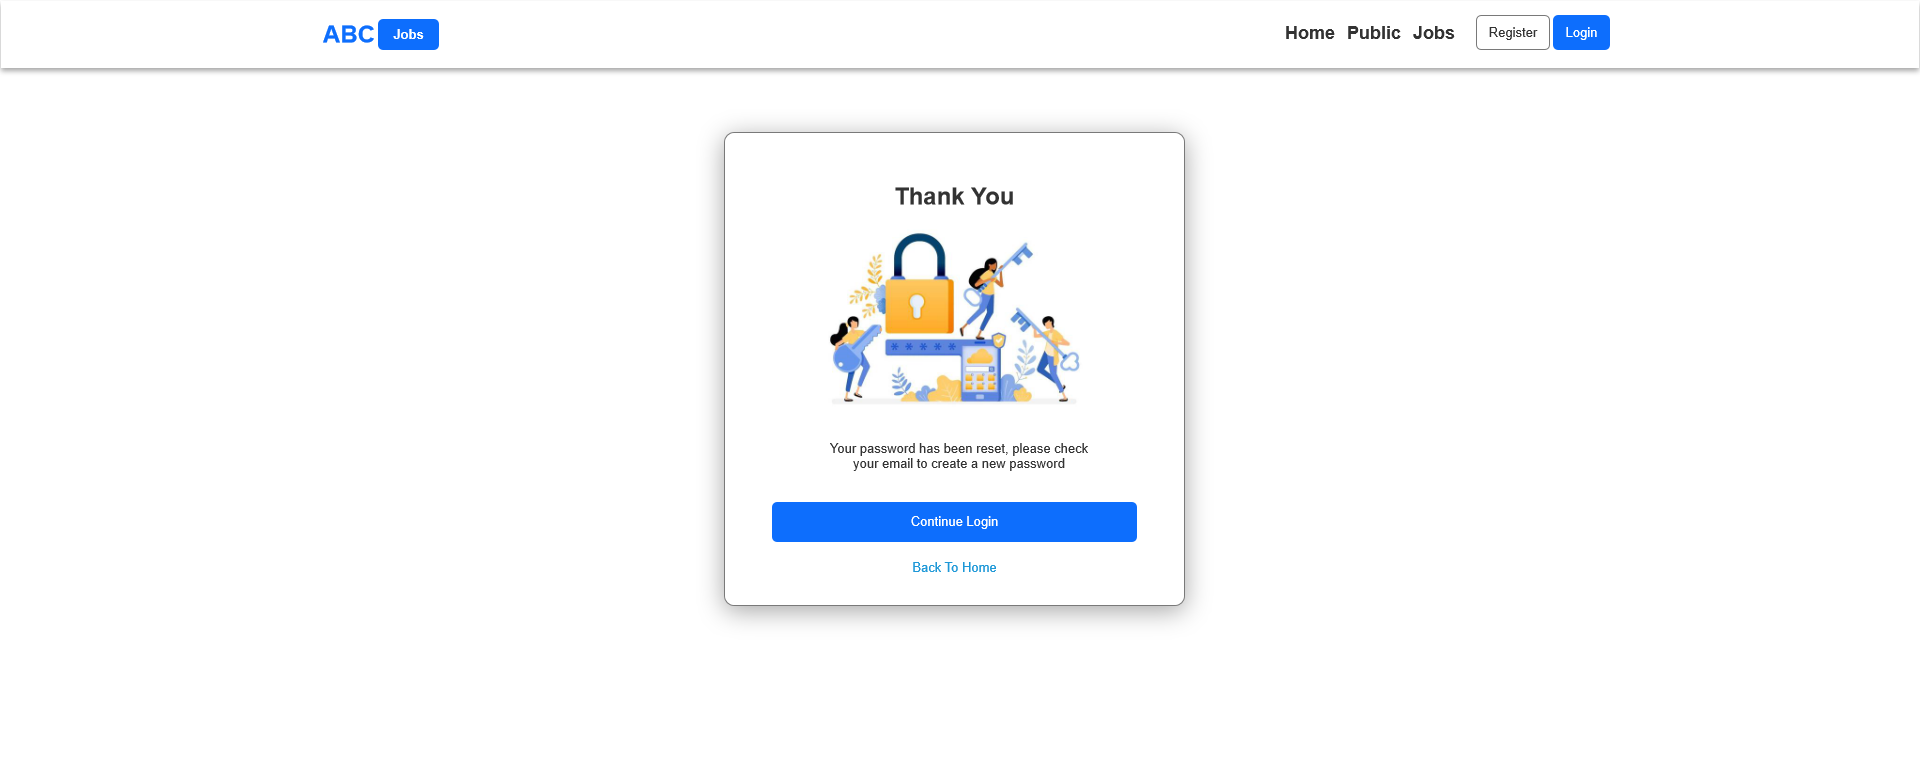 ABC Jobs
Home Public Jobs Register Login
Thank You
* * * * *
Your password has been reset, please check
your email to create a new password
Continue Login
Back To Home